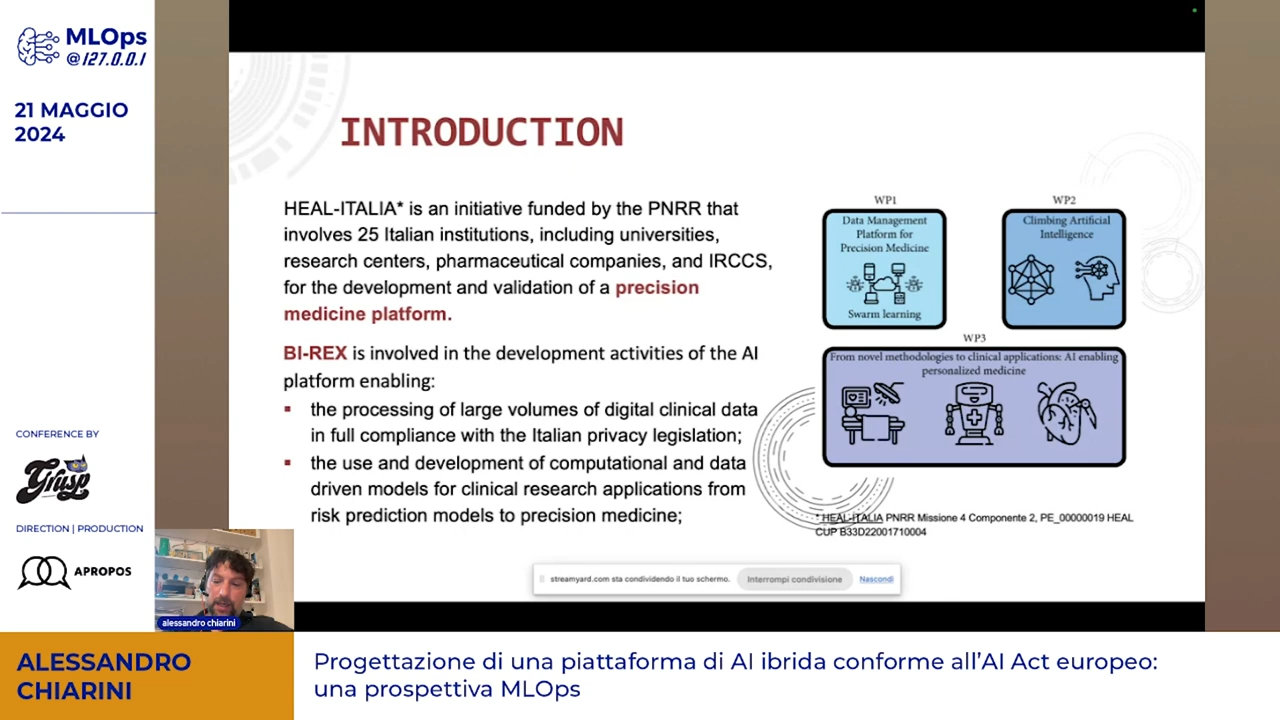 MLOps
@127.0.0.1
21 MAGGIO
2024
CONFERENCE BY
Grusp
DIRECTION | PRODUCTION
APROPOS
INTRODUCTION
HEAL-ITALIA* is an initiative funded by the PNRR that
involves 25 Italian institutions, including universities,
research centers, pharmaceutical companies, and IRCCS,
for the development and validation of a precision
medicine platform.
BI-REX is involved in the development activities of the AI
platform enabling:
▪ the processing of large volumes of digital clinical data
in full compliance with the Italian privacy legislation;
▪ the use and development of computational and data
driven models for clinical research applications from
risk prediction models to precision medicine;
WP1
Data Management
Platform for
Precision Medicine
Swarm learning
WP2
Climbing Artificial
Intelligence
WP3
From novel methodologies to clinical applications: AI enabling
personalized medicine
* HEAL-ITALIA PNRR Missione 4 Componente 2, PE_00000019 HEAL
CUP B33D22001710004
streamyard.com sta condividendo il tuo schermo. Interrompi condivisione Nascondi
alessandro chiarini
ALESSANDRO
CHIARINI
Progettazione di una piattaforma di AI ibrida conforme all'AI Act europeo:
una prospettiva MLOps